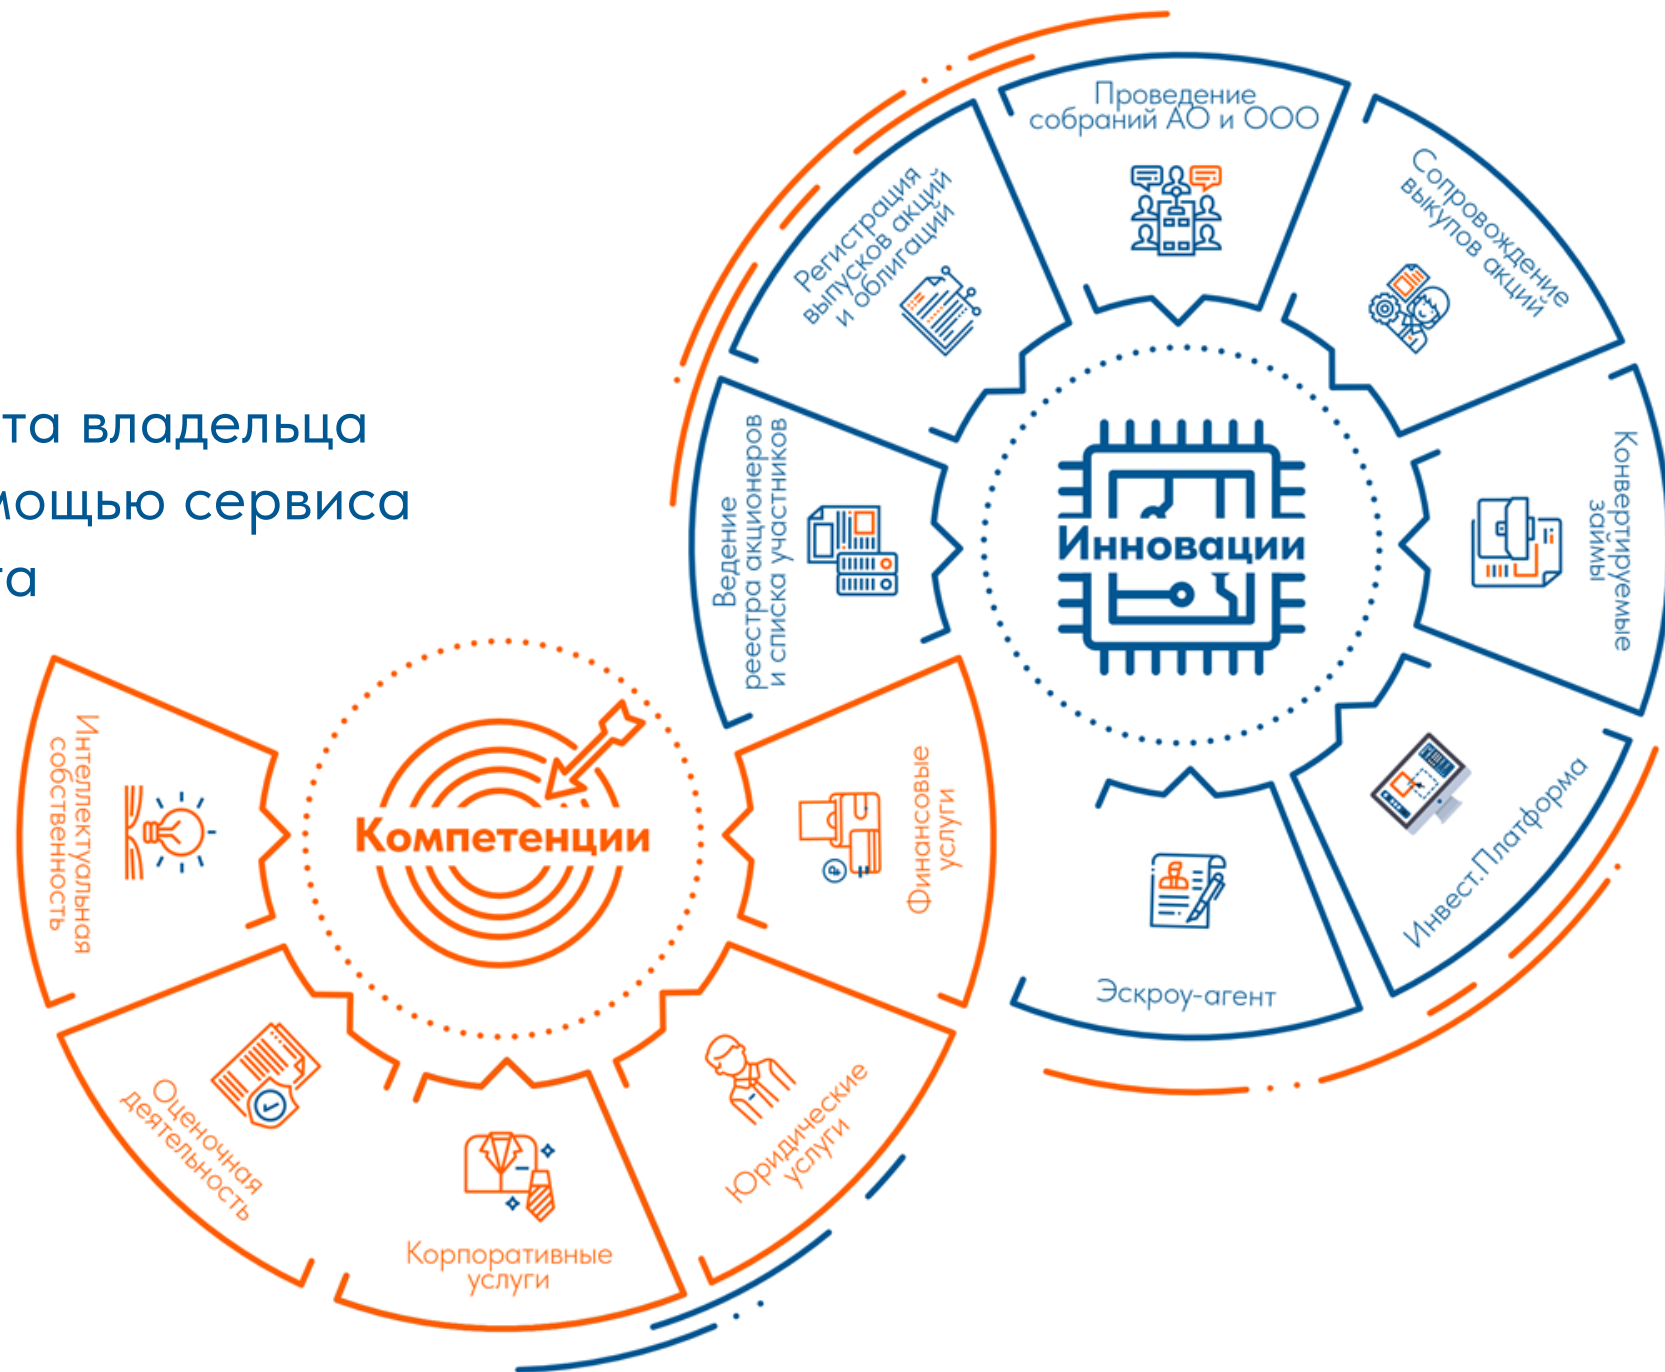 та владельца
мощью сервиса
та
Проведение
собраний АО и ООО
Сопровождение
выкупов акций
Конвертируемые
займы
Инвест.Платформа
Эскроу-агент
Ведение
реестра акционеров
и списка участников
Регистрация
выпусков акций
и облигаций
Инновации
Компетенции
Финансовые
услуги
Юридические
услуги
Корпоративные
услуги
Оценочная
деятельность
Интеллектуальная
собственность